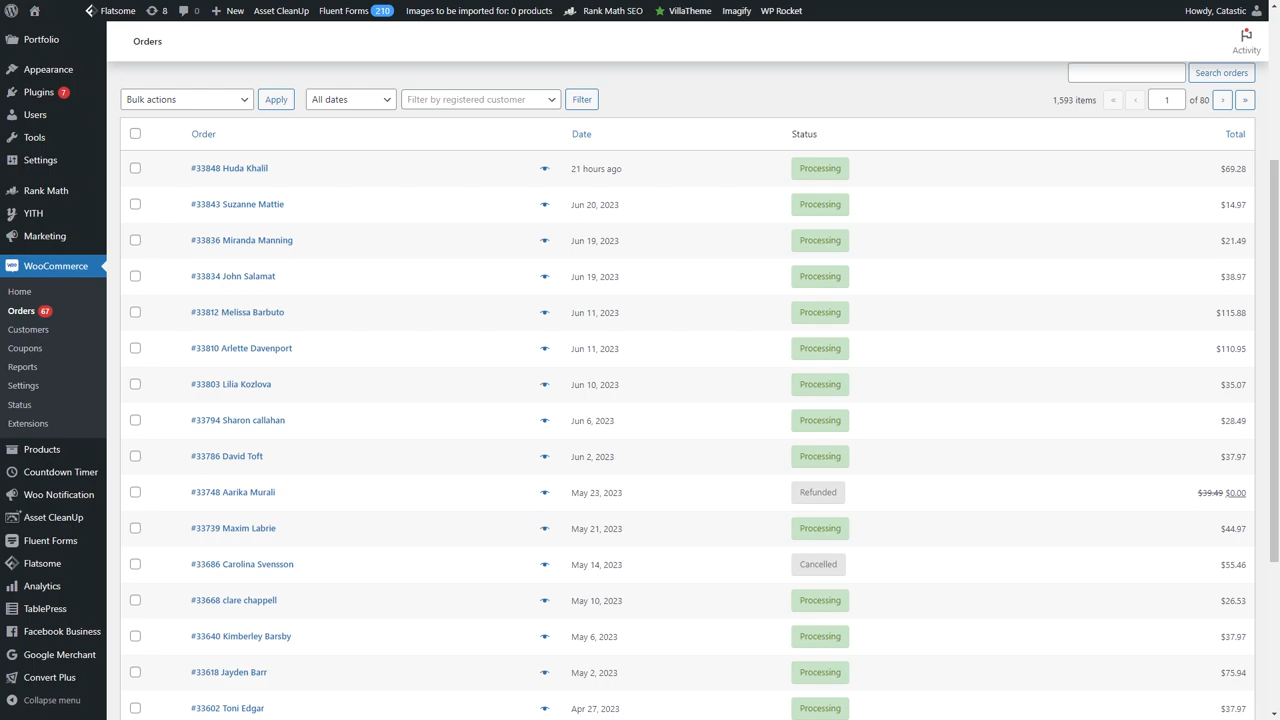 Flatsome 8 0 New Asset CleanUp Fluent Forms 210 Images to be imported for: 0 products Rank Math SEO VillaTheme Imagify WP Rocket Howdy, Catastic
Portfolio
Appearance
Plugins 7
Users
Tools
Settings
Rank Math
YITH
Marketing
WooCommerce
Home
Orders 67
Customers
Coupons
Reports
Settings
Status
Extensions
Products
Countdown Timer
Woo Notification
Asset CleanUp
Fluent Forms
Flatsome
Analytics
TablePress
Facebook Business
Google Merchant
Convert Plus
Collapse menu
Orders
Activity
Search orders
Bulk actions Apply All dates Filter by registered customer Filter 1,593 items « ‹ 1 of 80 › »
Order Date Status Total
#33848 Huda Khalil 21 hours ago Processing $69.28
#33843 Suzanne Mattie Jun 20, 2023 Processing $14.97
#33836 Miranda Manning Jun 19, 2023 Processing $21.49
#33834 John Salamat Jun 19, 2023 Processing $38.97
#33812 Melissa Barbuto Jun 11, 2023 Processing $115.88
#33810 Arlette Davenport Jun 11, 2023 Processing $110.95
#33803 Lilia Kozlova Jun 10, 2023 Processing $35.07
#33794 Sharon callahan Jun 6, 2023 Processing $28.49
#33786 David Toft Jun 2, 2023 Processing $37.97
#33748 Aarika Murali May 23, 2023 Refunded $39.49 $0.00
#33739 Maxim Labrie May 21, 2023 Processing $44.97
#33686 Carolina Svensson May 14, 2023 Cancelled $55.46
#33668 clare chappell May 10, 2023 Processing $26.53
#33640 Kimberley Barsby May 6, 2023 Processing $37.97
#33618 Jayden Barr May 2, 2023 Processing $75.94
#33602 Toni Edgar Apr 27, 2023 Processing $37.97